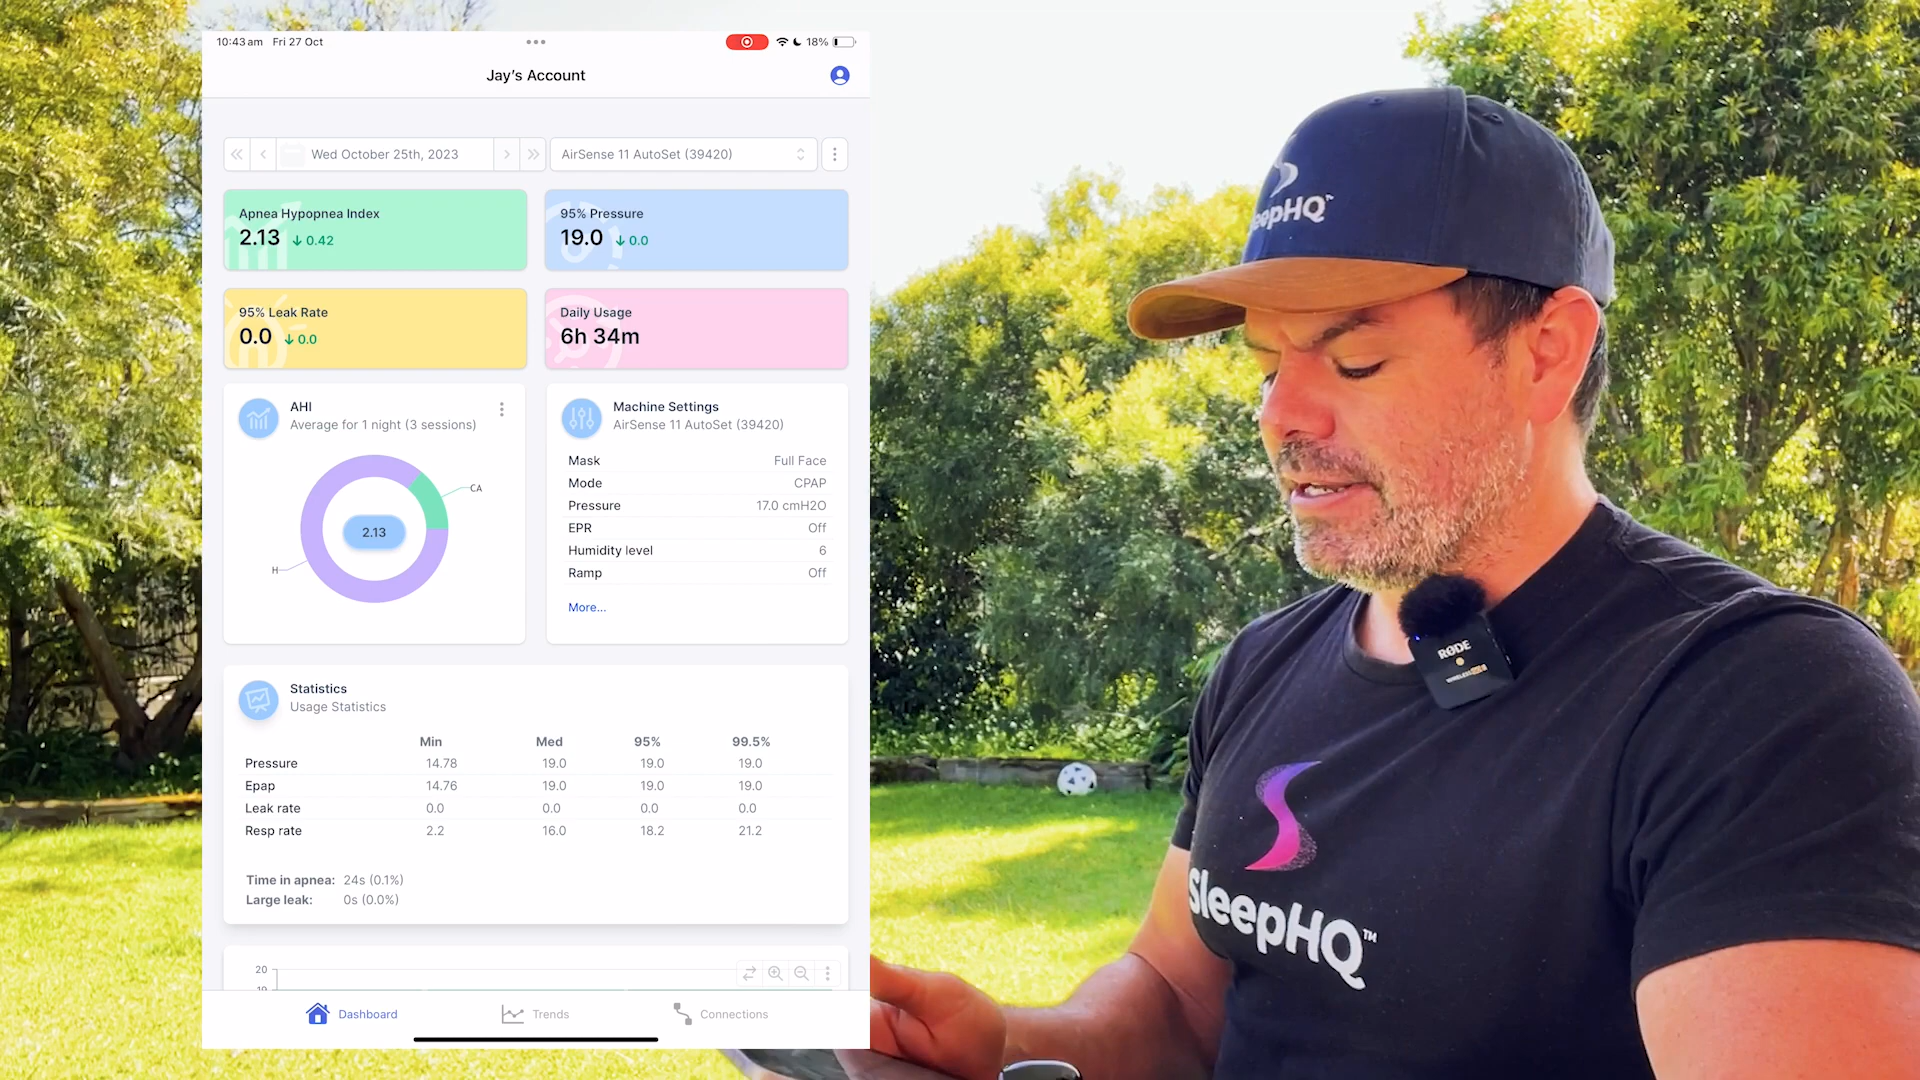 10:43 am Fri 27 Oct
18%
Jay's Account
Wed October 25th, 2023
AirSense 11 AutoSet (39420)
Apnea Hypopnea Index
2.13 ↓ 0.42
95% Pressure
19.0 ↓ 0.0
95% Leak Rate
0.0 ↓ 0.0
Daily Usage
6h 34m
AHI
Average for 1 night (3 sessions)
CA
2.13
H
Machine Settings
AirSense 11 AutoSet (39420)
Mask Full Face
Mode CPAP
Pressure 17.0 cmH2O
EPR Off
Humidity level 6
Ramp Off
More...
Statistics
Usage Statistics
Min Med 95% 99.5%
Pressure 14.78 19.0 19.0 19.0
Epap 14.76 19.0 19.0 19.0
Leak rate 0.0 0.0 0.0 0.0
Resp rate 2.2 16.0 18.2 21.2
Time in apnea: 24s (0.1%)
Large leak: 0s (0.0%)
20
Dashboard
Trends
Connections
epHQ™
RØDE
SleepHQ™